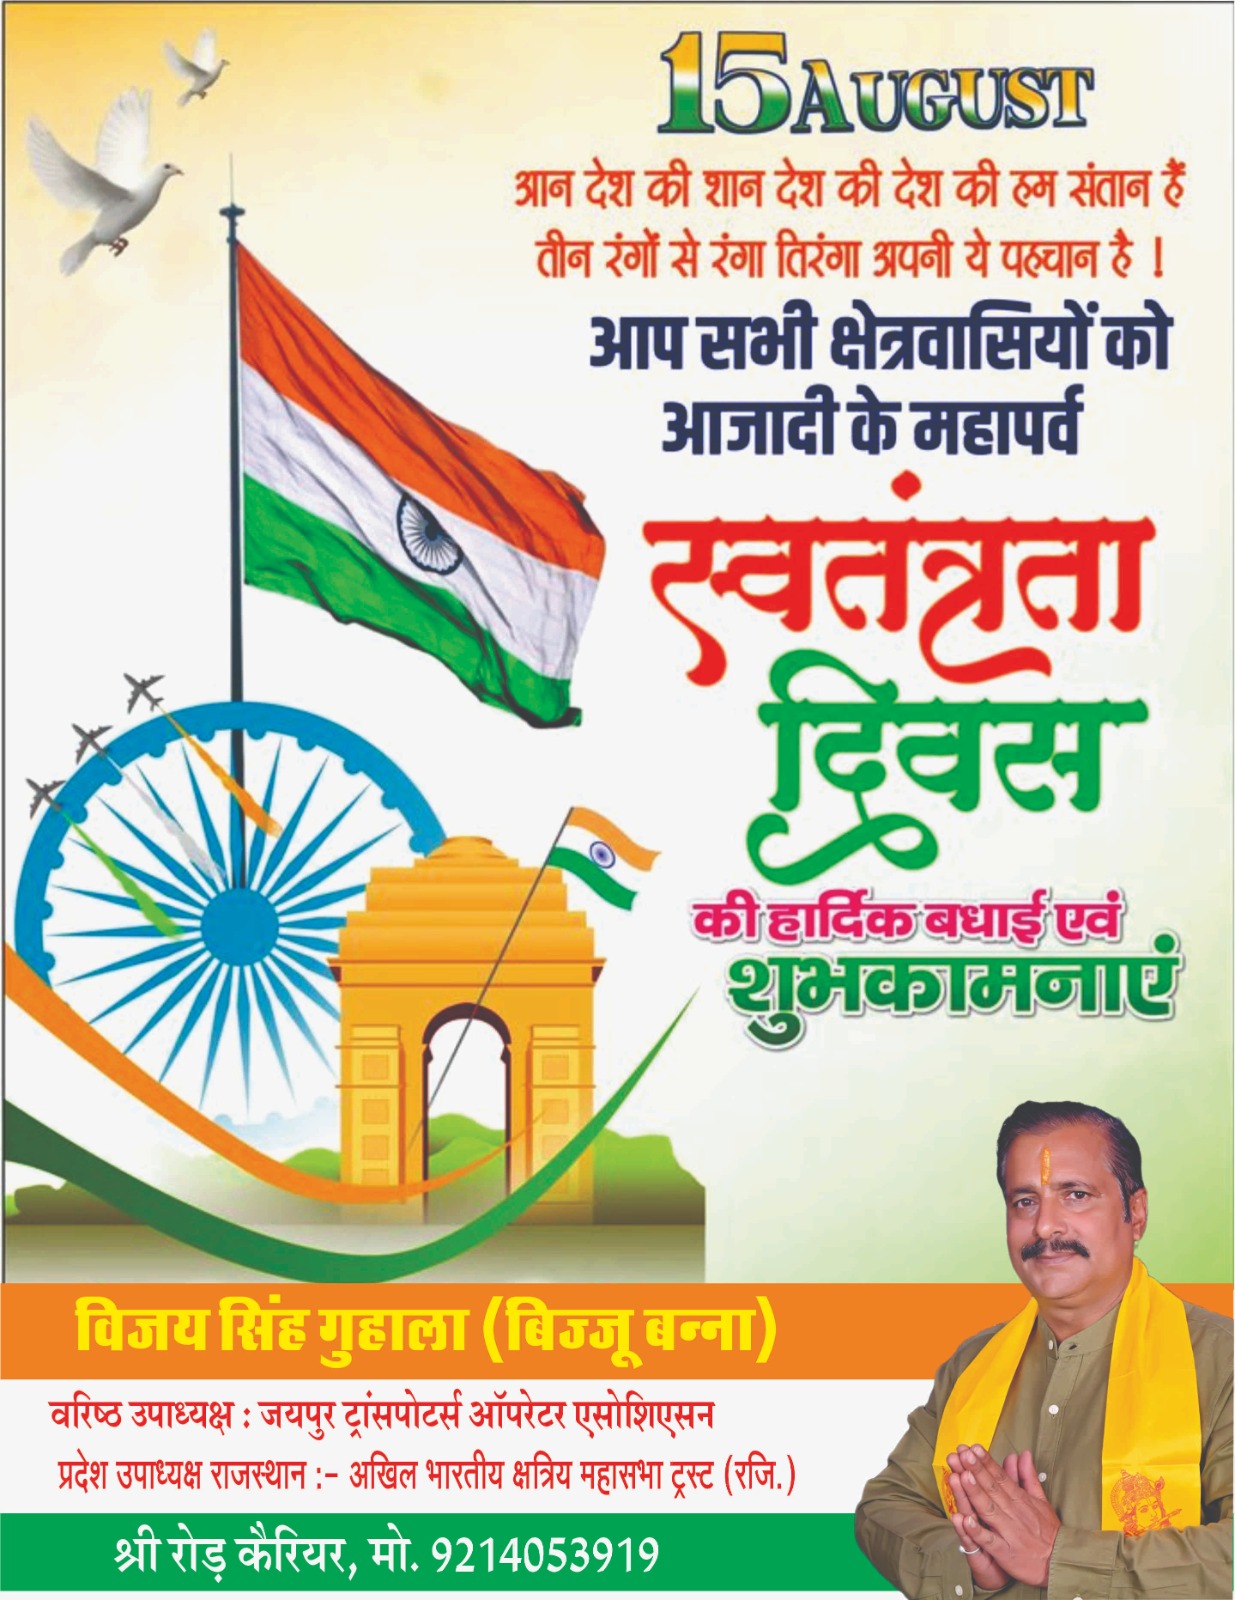 15 AUGUST
आन देश की शान देश की देश की हम संतान हैं
तीन रंगों से रंगा तिरंगा अपनी ये पहचान है !
आप सभी क्षेत्रवासियों को
आजादी के महापर्व
स्वतंत्रता
दिवस
की हार्दिक बधाई एवं
शुभकामनाएं
विजय सिंह गुहाला (बिज्जू बन्ना)
वरिष्ठ उपाध्यक्ष : जयपुर ट्रांसपोटर्स ऑपरेटर एसोशिएसन
प्रदेश उपाध्यक्ष राजस्थान :- अखिल भारतीय क्षत्रिय महासभा ट्रस्ट (रजि.)
श्री रोड़ कैरियर, मो. 9214053919